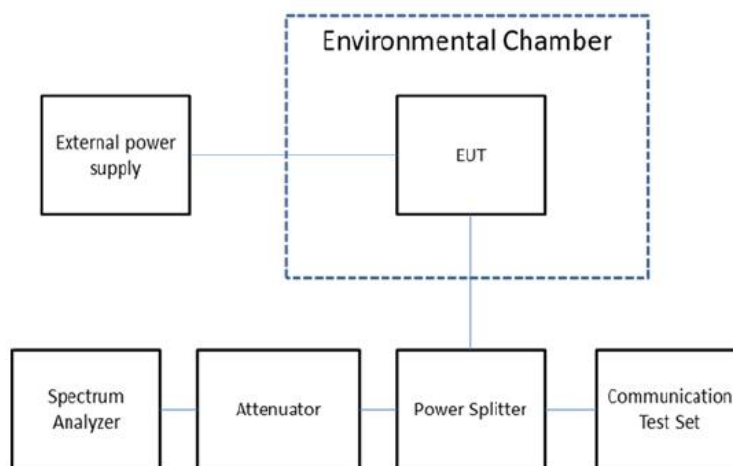 Environmental Chamber
External power
supply
EUT
Spectrum
Analyzer
Attenuator
Power Splitter
Communication
Test Set